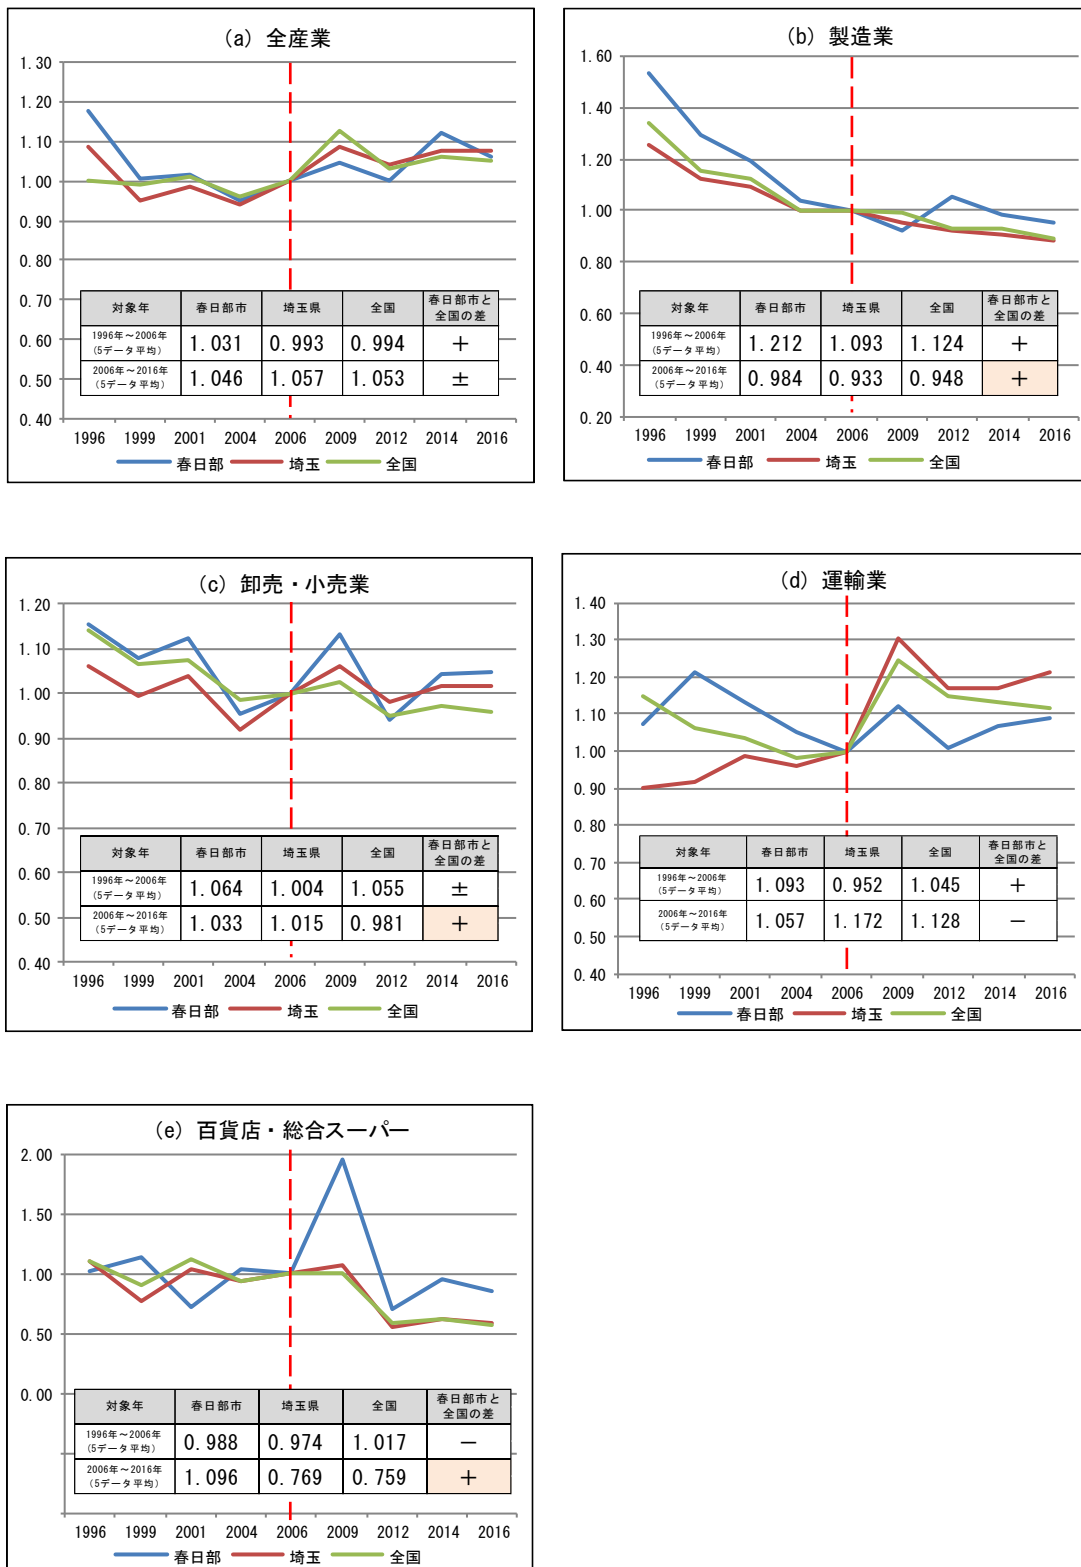 (a) 全産業
1.30
1.20
1.10
1.00
0.90
0.80
0.70
0.60
0.50
0.40
対象年 春日部市 埼玉県 全国 春日部市と全国の差
1996年～2006年(5データ平均) 1.031 0.993 0.994 ＋
2006年～2016年(5データ平均) 1.046 1.057 1.053 ±
1996 1999 2001 2004 2006 2009 2012 2014 2016
春日部 埼玉 全国
(b) 製造業
1.60
1.40
1.20
1.00
0.80
0.60
0.40
0.20
対象年 春日部市 埼玉県 全国 春日部市と全国の差
1996年～2006年(5データ平均) 1.212 1.093 1.124 ＋
2006年～2016年(5データ平均) 0.984 0.933 0.948 ＋
1996 1999 2001 2004 2006 2009 2012 2014 2016
春日部 埼玉 全国
(c) 卸売・小売業
1.20
1.10
1.00
0.90
0.80
0.70
0.60
0.50
0.40
対象年 春日部市 埼玉県 全国 春日部市と全国の差
1996年～2006年(5データ平均) 1.064 1.004 1.055 ±
2006年～2016年(5データ平均) 1.033 1.015 0.981 ＋
1996 1999 2001 2004 2006 2009 2012 2014 2016
春日部 埼玉 全国
(d) 運輸業
1.40
1.30
1.20
1.10
1.00
0.90
0.80
0.70
0.60
0.50
0.40
対象年 春日部市 埼玉県 全国 春日部市と全国の差
1996年～2006年(5データ平均) 1.093 0.952 1.045 ＋
2006年～2016年(5データ平均) 1.057 1.172 1.128 －
1996 1999 2001 2004 2006 2009 2012 2014 2016
春日部 埼玉 全国
(e) 百貨店・総合スーパー
2.00
1.50
1.00
0.50
0.00
対象年 春日部市 埼玉県 全国 春日部市と全国の差
1996年～2006年(5データ平均) 0.988 0.974 1.017 －
2006年～2016年(5データ平均) 1.096 0.769 0.759 ＋
1996 1999 2001 2004 2006 2009 2012 2014 2016
春日部 埼玉 全国